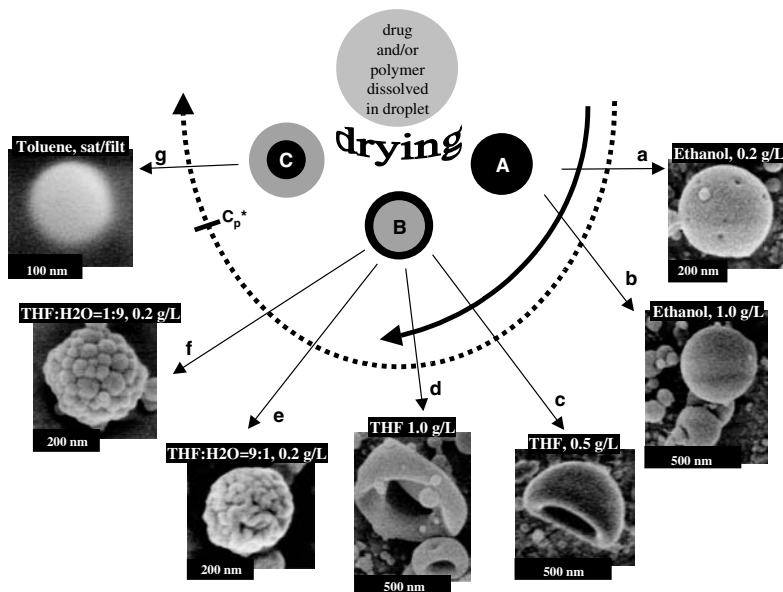 drug
and/or
polymer
dissolved
in droplet
drying
A
B
C
C_p*
a
Ethanol, 0.2 g/L
200 nm
b
Ethanol, 1.0 g/L
500 nm
c
THF, 0.5 g/L
500 nm
d
THF 1.0 g/L
500 nm
e
THF:H2O=9:1, 0.2 g/L
200 nm
f
THF:H2O=1:9, 0.2 g/L
200 nm
g
Toluene, sat/filt
100 nm